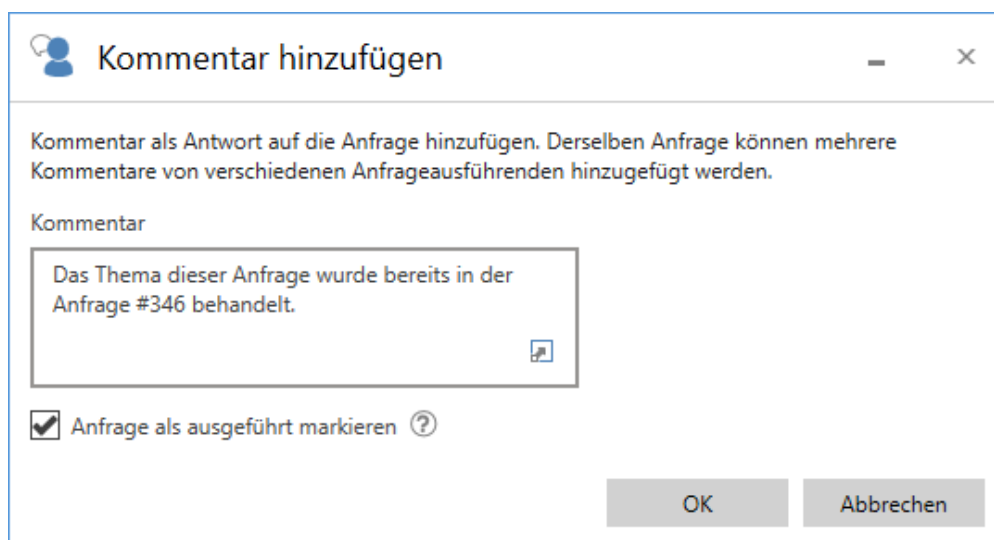 Kommentar hinzufügen
Kommentar als Antwort auf die Anfrage hinzufügen. Derselben Anfrage können mehrere
Kommentare von verschiedenen Anfrageausführenden hinzugefügt werden.
Kommentar
Das Thema dieser Anfrage wurde bereits in der
Anfrage #346 behandelt.
Anfrage als ausgeführt markieren ?
OK Abbrechen